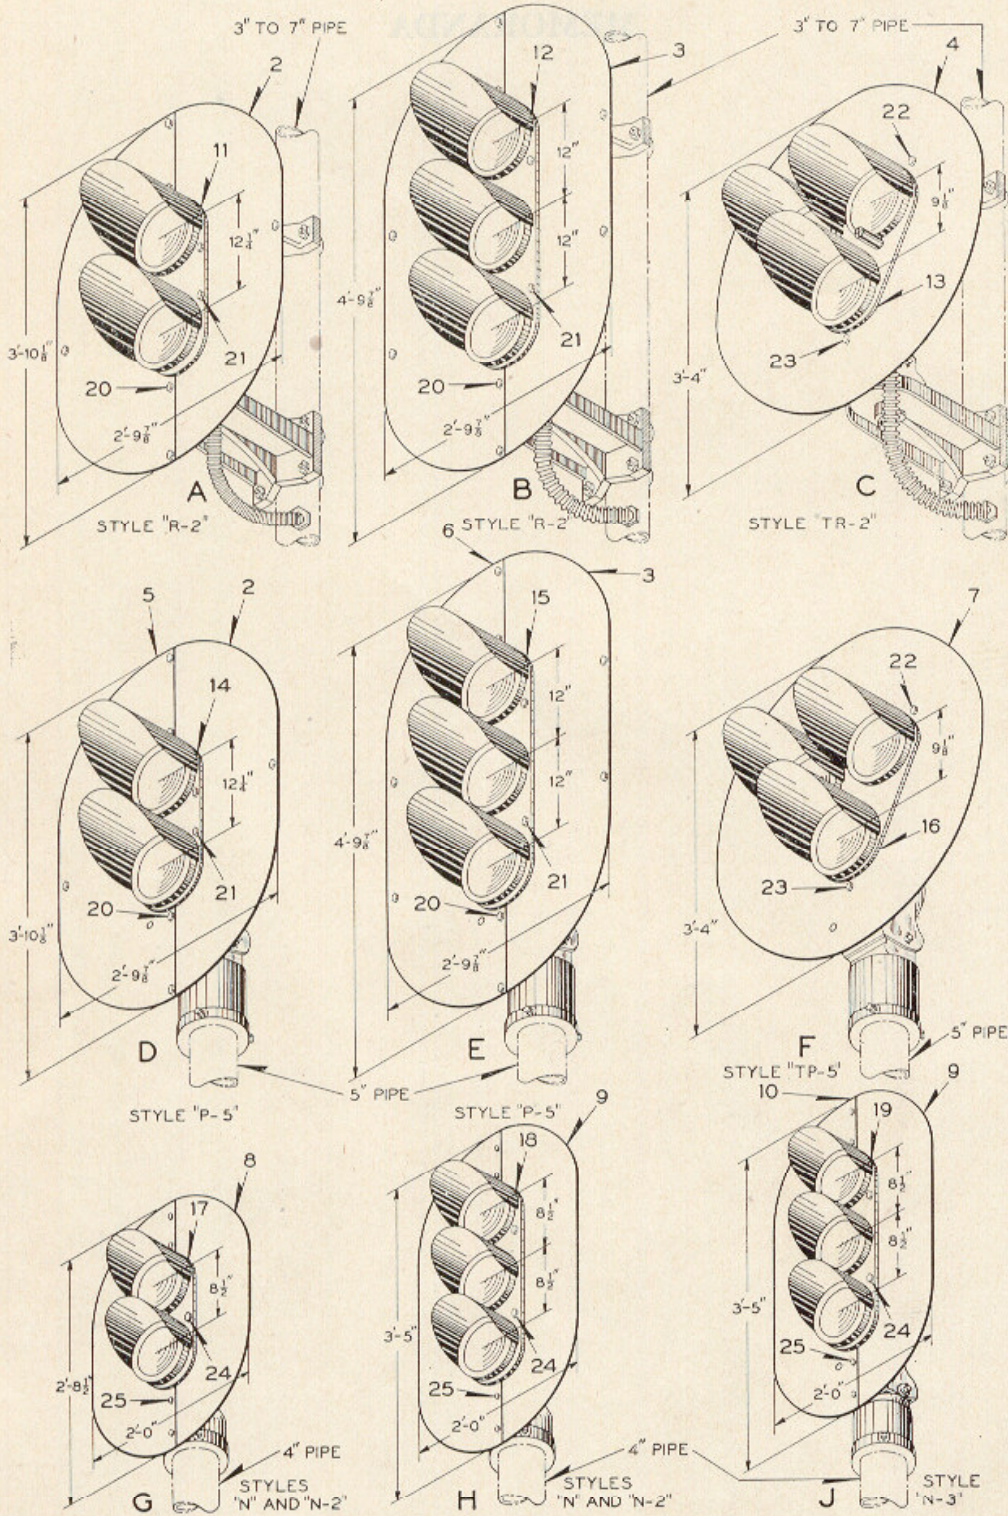 3" TO 7" PIPE
2
11
12 1/4"
3'-10 1/8"
21
20
2'-9 7/8"
A
STYLE "R-2"
12
3
12"
12"
4'-9 7/8"
21
20
2'-9 7/8"
B
STYLE "R-2"
3" TO 7" PIPE
4
22
9 1/8"
13
23
3'-4"
C
STYLE "TR-2"
5
2
14
12 1/4"
3'-10 1/8"
21
20
2'-9 7/8"
D
STYLE "P-5"
6
3
15
12"
12"
4'-9 7/8"
21
20
2'-9 7/8"
E
5" PIPE
STYLE "P-5"
7
22
9 1/8"
16
23
3'-4"
F
5" PIPE
STYLE "TP-5"
8
17
8 1/2"
2'-8 1/2"
24
25
2'-0"
4" PIPE
G
STYLES
"N" AND "N-2"
9
18
8 1/2"
8 1/2"
3'-5"
24
25
2'-0"
4" PIPE
H
STYLES
"N" AND "N-2"
10
9
19
8 1/2"
8 1/2"
3'-5"
24
25
2'-0"
J
STYLE
"N-3"